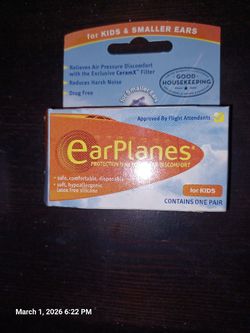 for KIDS & SMALLER EARS
Relieves Air Pressure Discomfort
with the Exclusive CeramX Filter
Reduces Harsh Noise
Drug Free
GOOD
HOUSEKEEPING
for Smaller Ears
Approved By Flight Attendants
earPlanes®
PROTECTION DISCOMFORT
• safe, comfortable, disposable
• soft, hypoallergenic
latex free silicone
for KIDS
CONTAINS ONE PAIR
March 1, 2026 6:22 PM